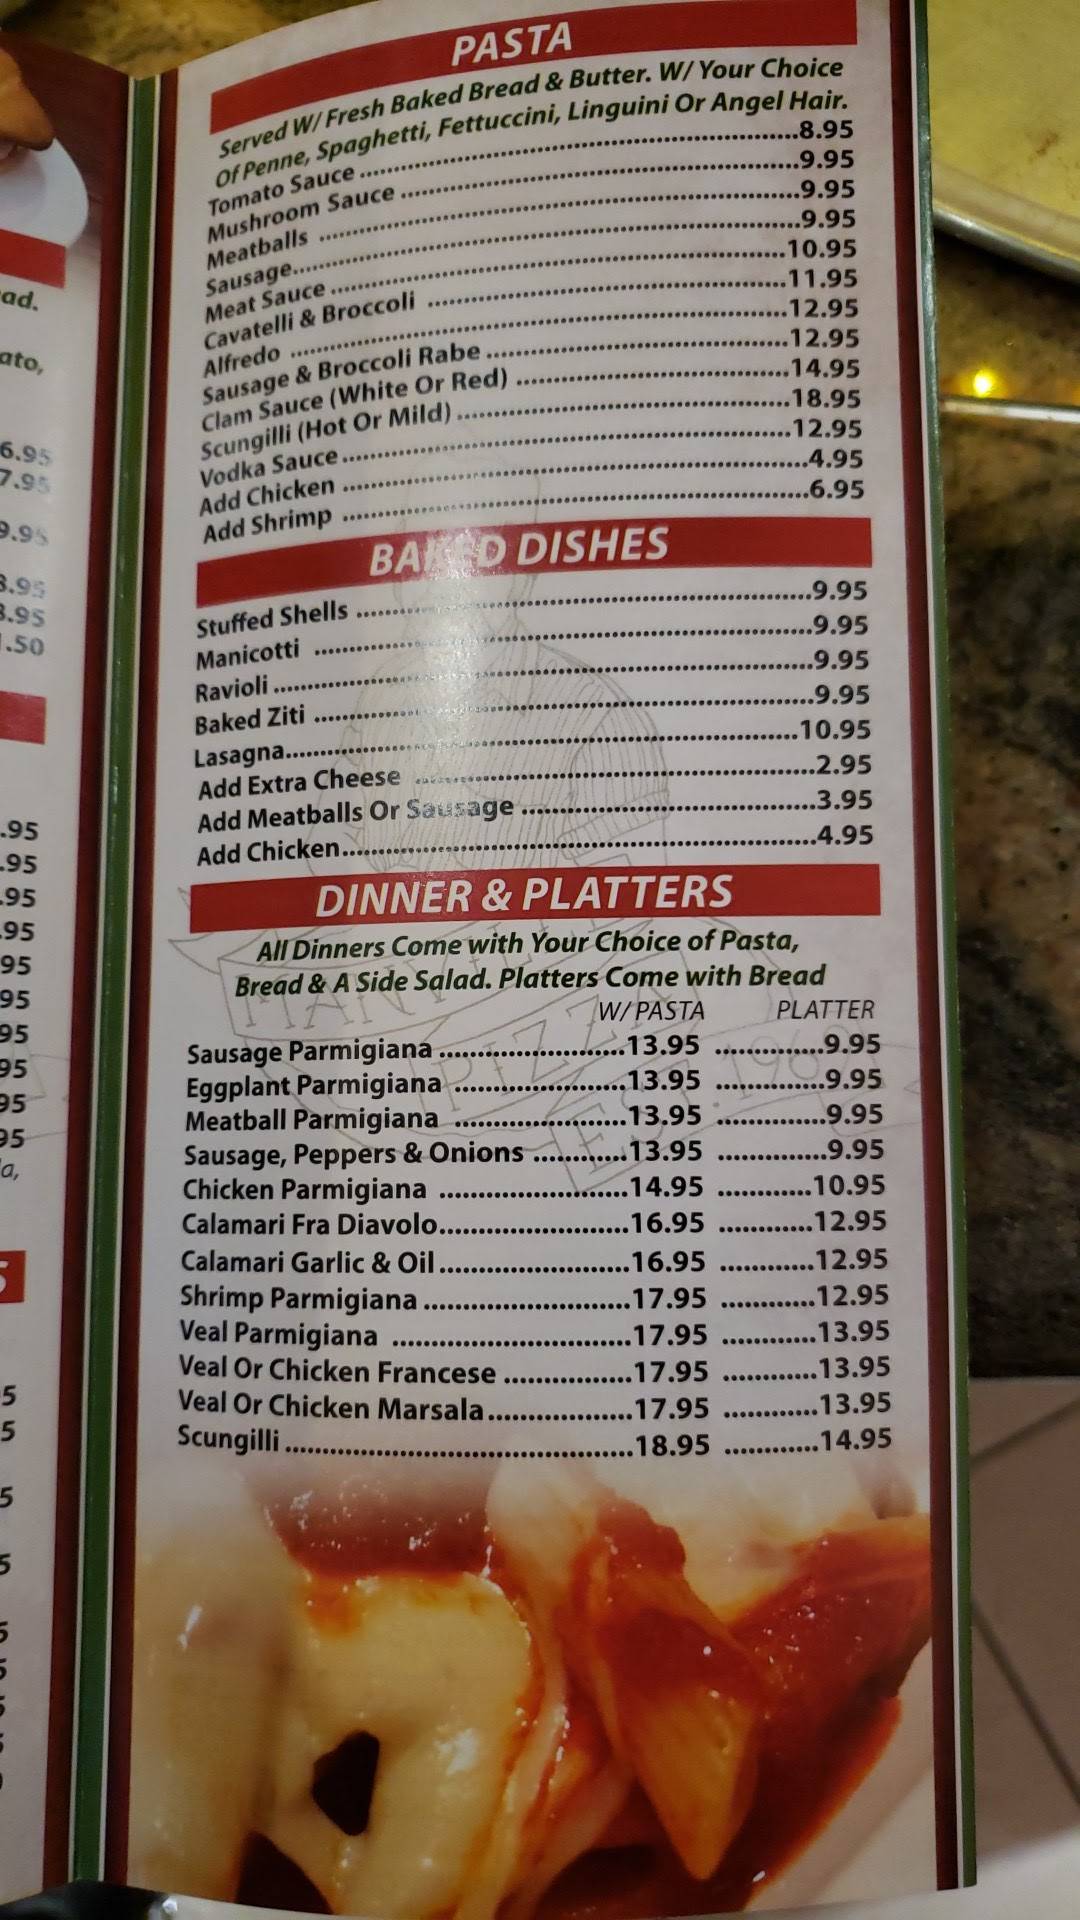 PASTA
Served W/ Fresh Baked Bread & Butter. W/ Your Choice
Of Penne, Spaghetti, Fettuccini, Linguini Or Angel Hair.
Tomato Sauce ........8.95
Mushroom Sauce ........9.95
Meatballs ........9.95
Sausage........9.95
Meat Sauce ........10.95
Cavatelli & Broccoli ........11.95
Alfredo ........12.95
Sausage & Broccoli Rabe ........12.95
Clam Sauce (White Or Red) ........14.95
Scungilli (Hot Or Mild) ........18.95
Vodka Sauce ........12.95
Add Chicken ........4.95
Add Shrimp ........6.95
BAKED DISHES
Stuffed Shells ........9.95
Manicotti ........9.95
Ravioli ........9.95
Baked Ziti ........9.95
Lasagna........10.95
Add Extra Cheese ........2.95
Add Meatballs Or Sausage ........3.95
Add Chicken........4.95
DINNER & PLATTERS
All Dinners Come with Your Choice of Pasta,
Bread & A Side Salad. Platters Come with Bread
W/ PASTA PLATTER
Sausage Parmigiana ........13.95 ........9.95
Eggplant Parmigiana ........13.95 ........9.95
Meatball Parmigiana ........13.95 ........9.95
Sausage, Peppers & Onions ........13.95 ........9.95
Chicken Parmigiana ........14.95 ........10.95
Calamari Fra Diavolo........16.95 ........12.95
Calamari Garlic & Oil........16.95 ........12.95
Shrimp Parmigiana ........17.95 ........12.95
Veal Parmigiana ........17.95 ........13.95
Veal Or Chicken Francese ........17.95 ........13.95
Veal Or Chicken Marsala........17.95 ........13.95
Scungilli ........18.95 ........14.95